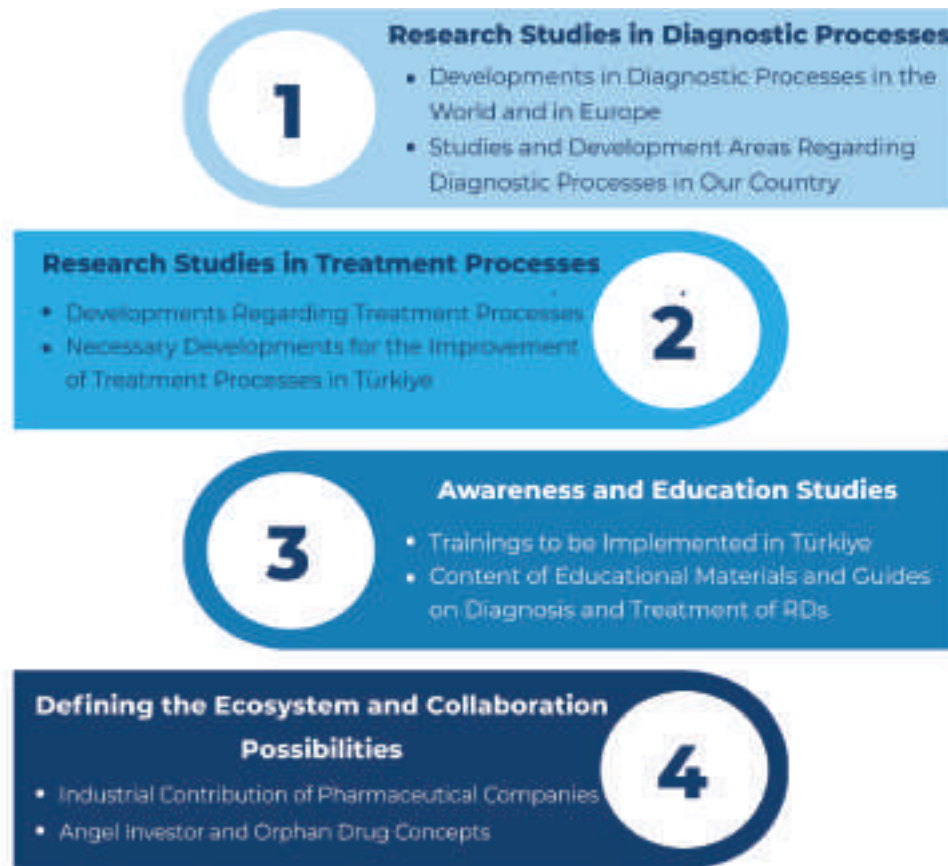 1
Research Studies in Diagnostic Processes
• Developments in Diagnostic Processes in the
World and in Europe
• Studies and Development Areas Regarding
Diagnostic Processes in Our Country
Research Studies in Treatment Processes
• Developments Regarding Treatment Processes
• Necessary Developments for the Improvement
of Treatment Processes in Türkiye
2
3
Awareness and Education Studies
• Trainings to be Implemented in Türkiye
• Content of Educational Materials and Guides
on Diagnosis and Treatment of RDs
Defining the Ecosystem and Collaboration
Possibilities
• Industrial Contribution of Pharmaceutical Companies
• Angel Investor and Orphan Drug Concepts
4